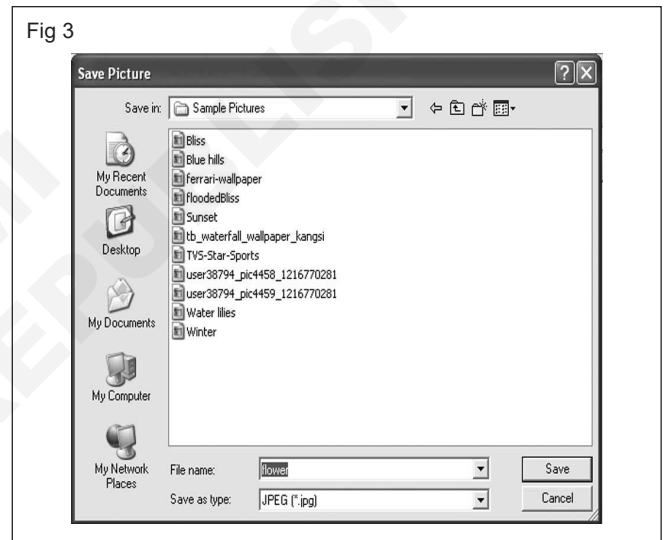 Fig 3
Save Picture
Save in: Sample Pictures
My Recent Documents
Desktop
My Documents
My Computer
My Network Places
Bliss
Blue hills
ferrari-wallpaper
floodedBliss
Sunset
tb_waterfall_wallpaper_kangsi
TVS-Star-Sports
user38794_pic4458_1216770281
user38794_pic4459_1216770281
Water lilies
Winter
File name: flower
Save
Save as type: JPEG (*.jpg)
Cancel